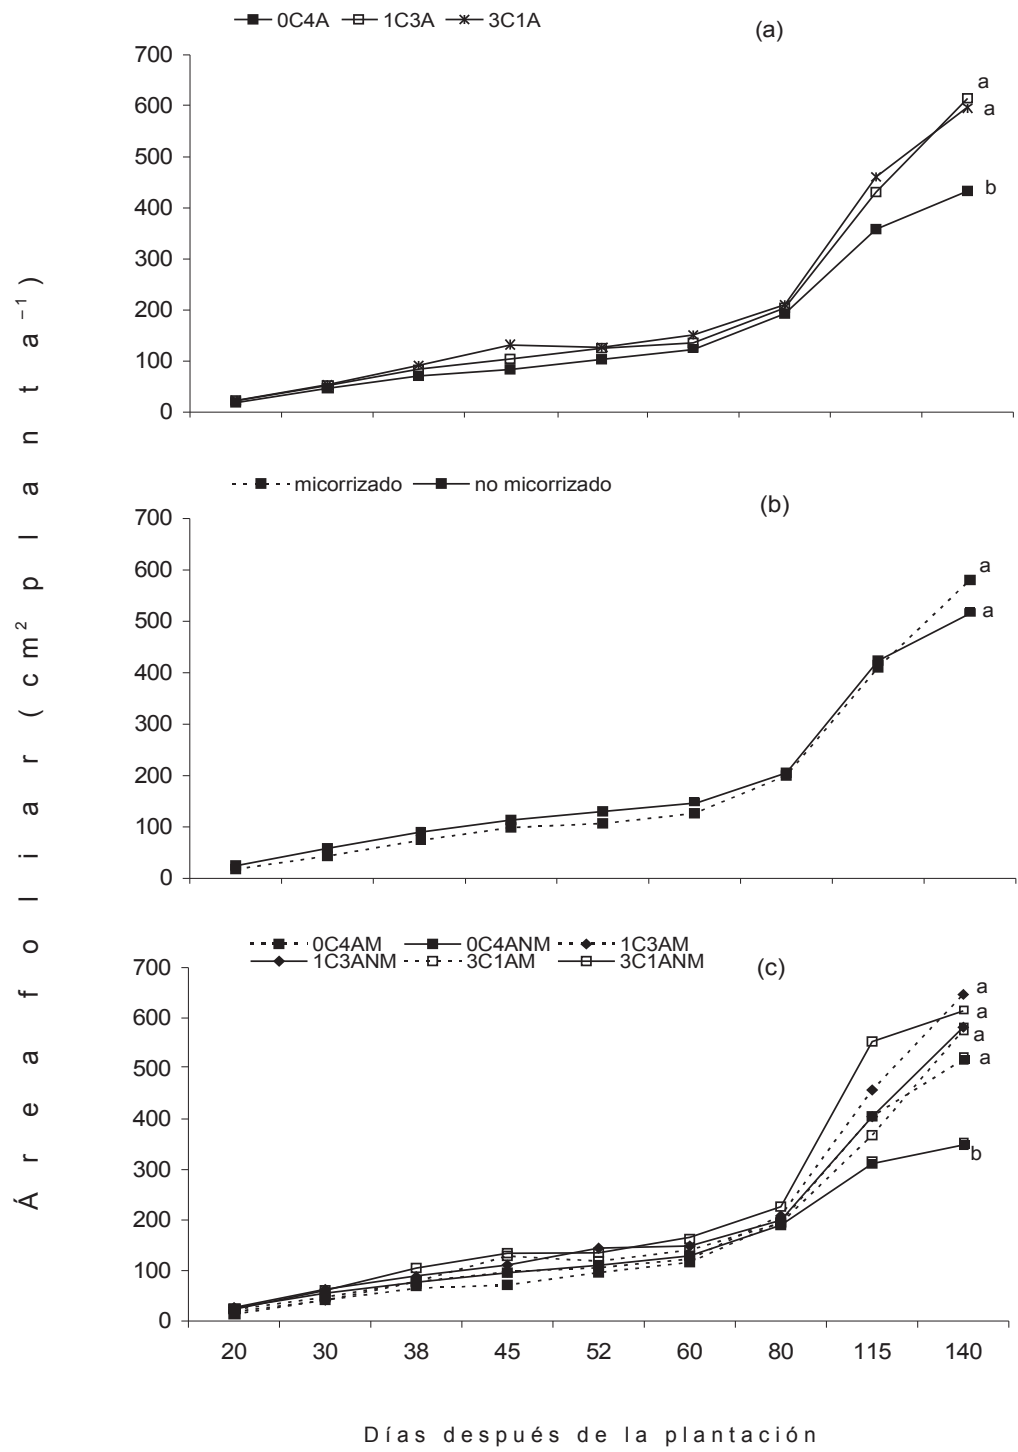 0C4A 1C3A 3C1A
(a)
700
600
500
400
300
200
100
0
a
a
b
micorrizado no micorrizado
(b)
700
600
500
400
300
200
100
0
a
a
0C4AM 0C4ANM 1C3AM
1C3ANM 3C1AM 3C1ANM
(c)
700
600
500
400
300
200
100
0
a
a
a
a
b
20 30 38 45 52 60 80 115 140
Días después de la plantación
Área foliar (cm² planta⁻¹)